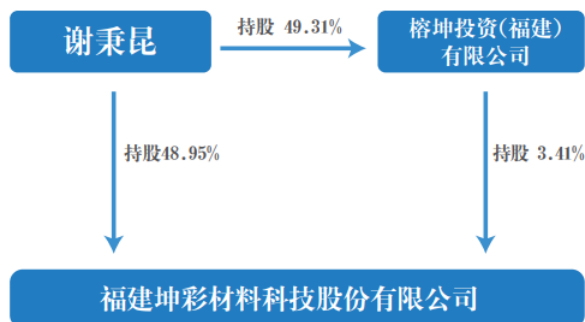 谢秉昆
持股 49.31%
榕坤投资(福建)
有限公司
持股48.95%
持股 3.41%
福建坤彩材料科技股份有限公司